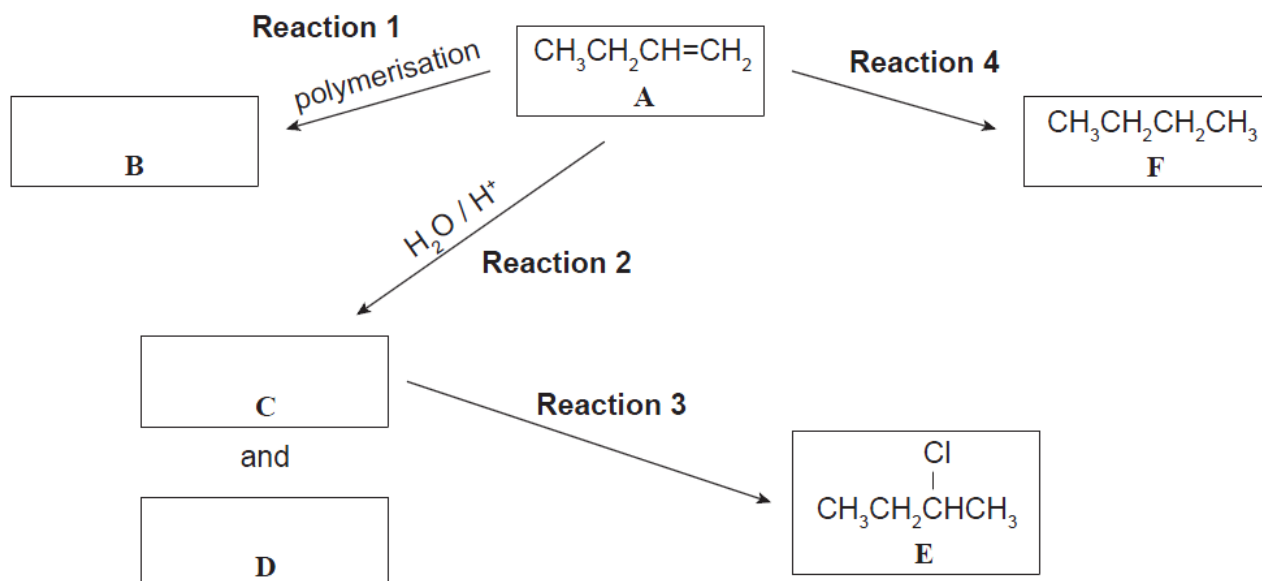 Reaction 1
polymerisation
CH₃CH₂CH=CH₂
A
Reaction 4
B
CH₃CH₂CH₂CH₃
F
H₂O / H⁺
Reaction 2
C
and
D
Reaction 3
Cl
CH₃CH₂CHCH₃
E